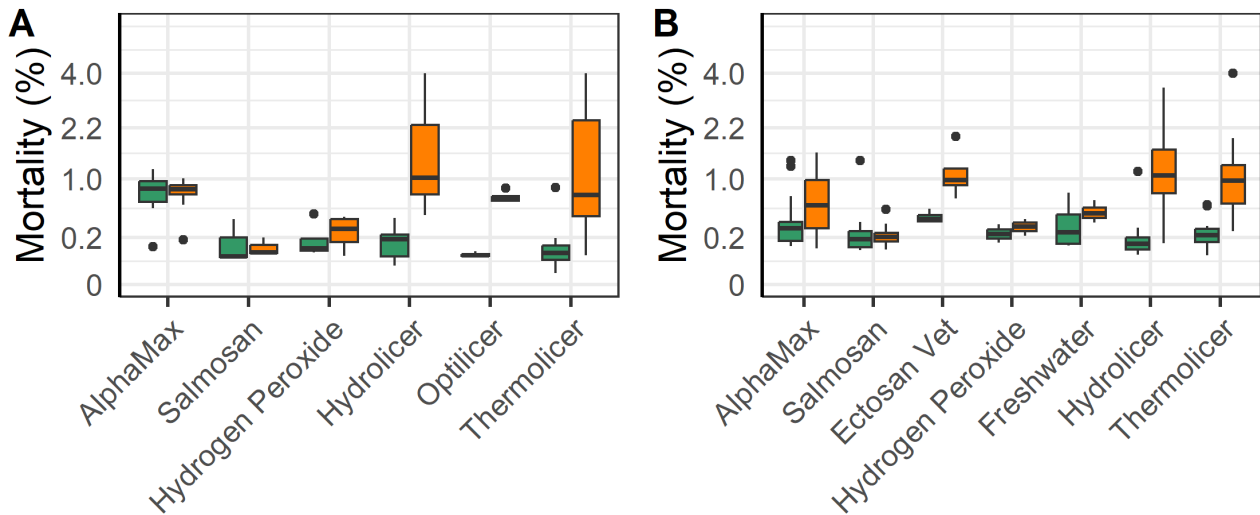 A
Mortality (%)
4.0
2.2
1.0
0.2
0
AlphaMax
Salmosan
Hydrogen Peroxide
Hydrolicer
Optilicer
Thermolicer
B
Mortality (%)
4.0
2.2
1.0
0.2
0
AlphaMax
Salmosan
Ectosan Vet
Hydrogen Peroxide
Freshwater
Hydrolicer
Thermolicer